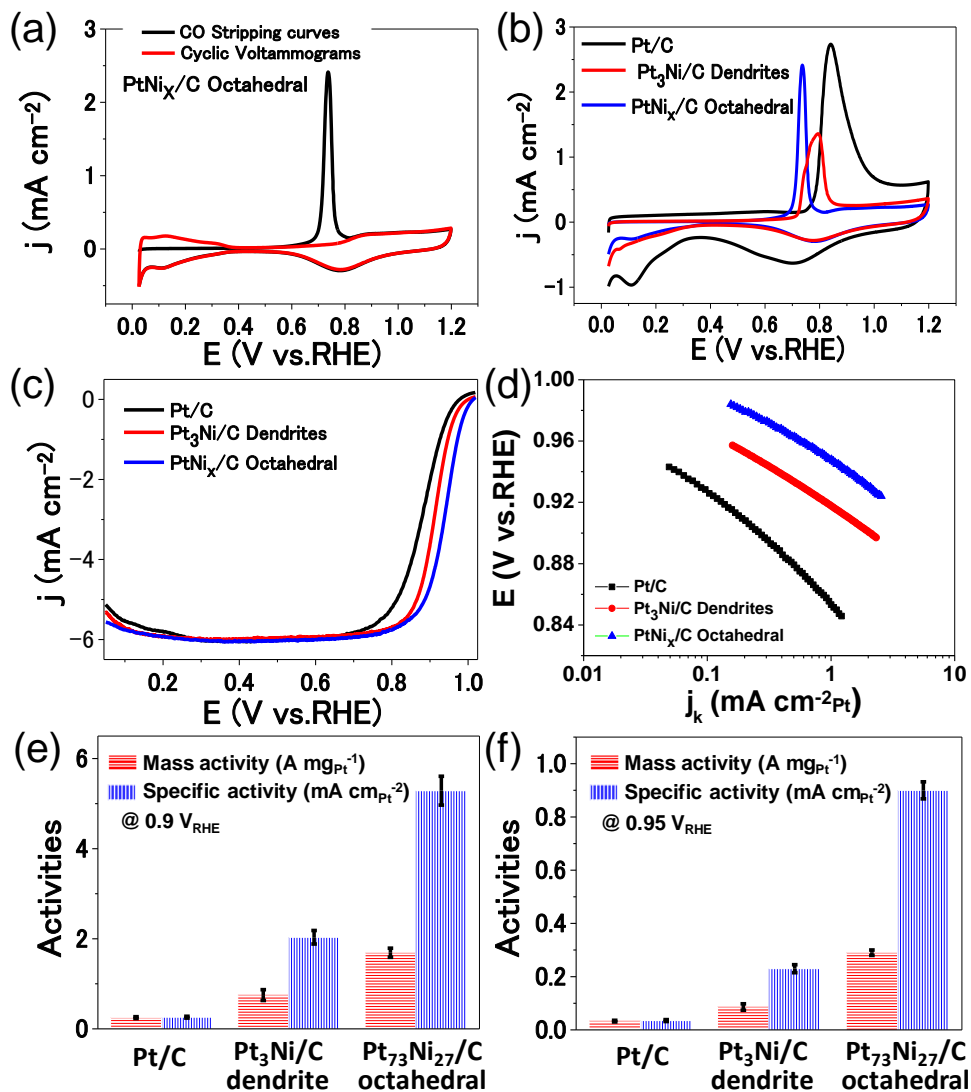 (a)
CO Stripping curves
Cyclic Voltammograms
PtNiX/C Octahedral
j (mA cm⁻²)
3
2
1
0
0.0 0.2 0.4 0.6 0.8 1.0 1.2
E (V vs.RHE)
(b)
Pt/C
Pt₃Ni/C Dendrites
PtNiₓ/C Octahedral
j (mA cm⁻²)
3
2
1
0
−1
0.0 0.2 0.4 0.6 0.8 1.0 1.2
E (V vs.RHE)
(c)
Pt/C
Pt₃Ni/C Dendrites
PtNiₓ/C Octahedral
j (mA cm⁻²)
0
−2
−4
−6
0.2 0.4 0.6 0.8 1.0
E (V vs.RHE)
(d)
E (V vs.RHE)
1.00
0.96
0.92
0.88
0.84
Pt/C
Pt₃Ni/C Dendrites
PtNiₓ/C Octahedral
0.01 0.1 1 10
jₖ (mA cm⁻²Pt)
(e)
Mass activity (A mgPt⁻¹)
Specific activity (mA cmPt⁻²)
@ 0.9 VRHE
Activities
6
4
2
0
Pt/C
Pt₃Ni/C
dendrite
Pt₇₃Ni₂₇/C
octahedral
(f)
Mass activity (A mgPt⁻¹)
Specific activity (mA cmPt⁻²)
@ 0.95 VRHE
Activities
1.0
0.8
0.6
0.4
0.2
0.0
Pt/C
Pt₃Ni/C
dendrite
Pt₇₃Ni₂₇/C
octahedral